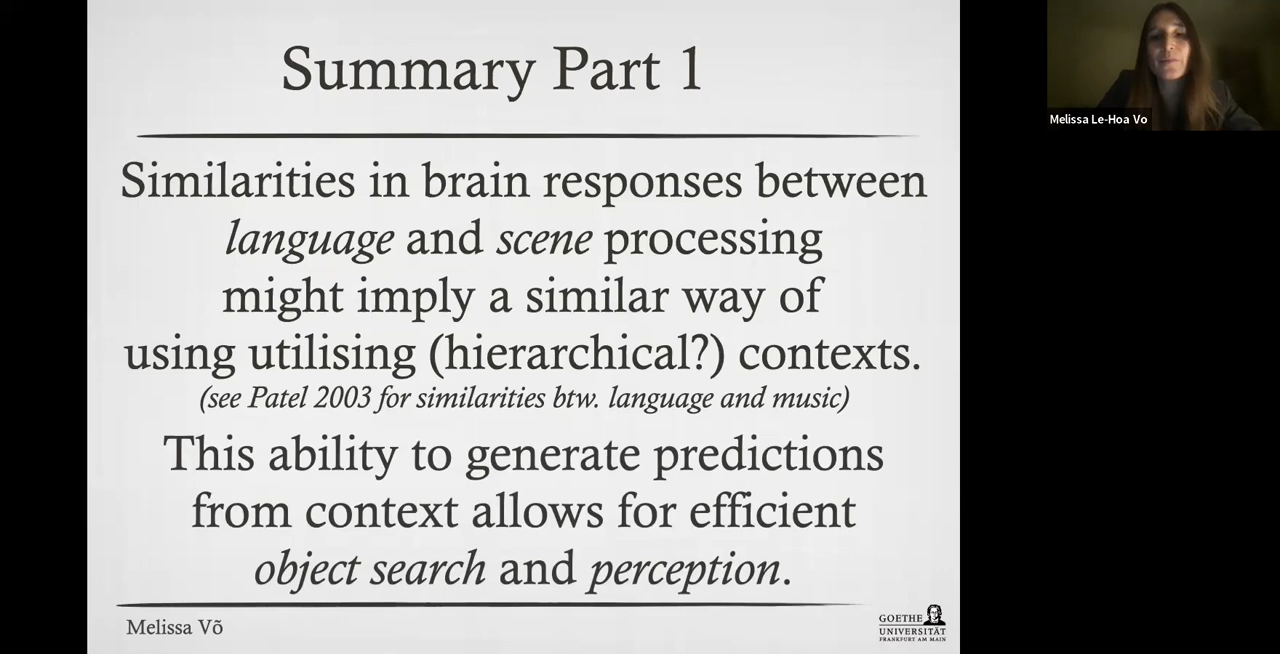 Summary Part 1
Similarities in brain responses between
language and scene processing
might imply a similar way of
using utilising (hierarchical?) contexts.
(see Patel 2003 for similarities btw. language and music)
This ability to generate predictions
from context allows for efficient
object search and perception.
Melissa Võ
GOETHE
UNIVERSITÄT
FRANKFURT AM MAIN
Melissa Le-Hoa Vo